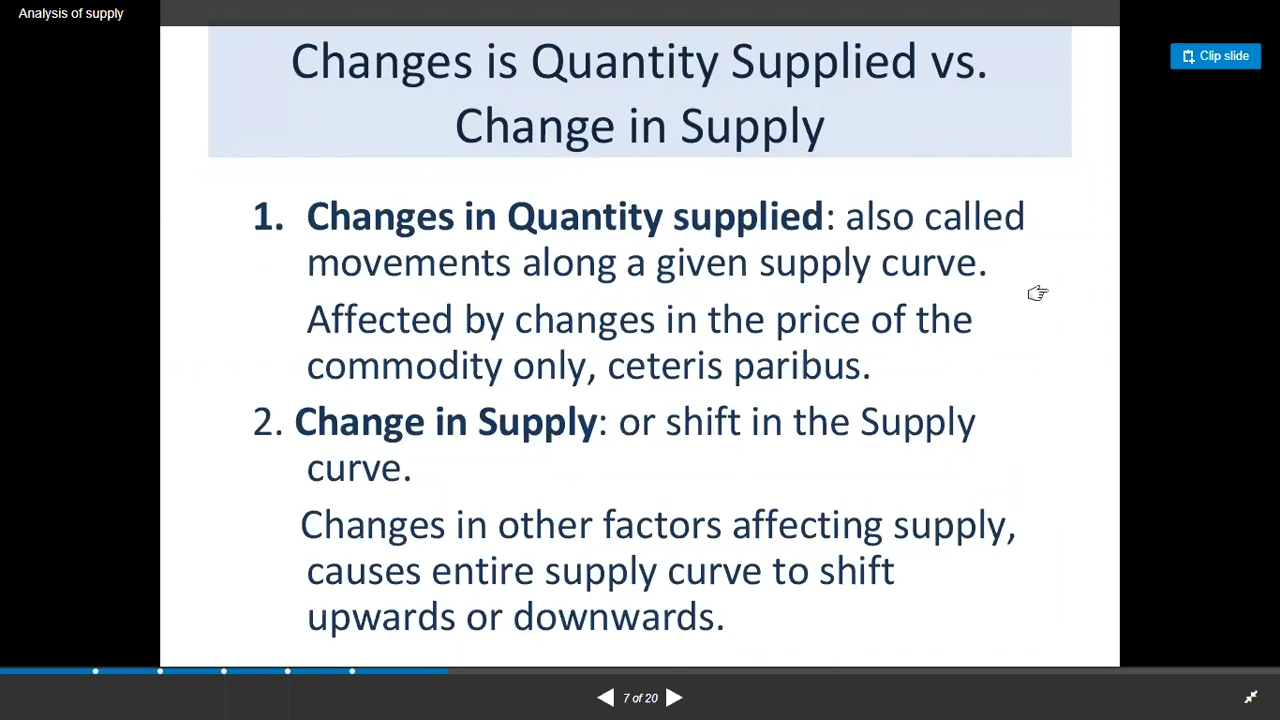 Analysis of supply
Clip slide
Changes is Quantity Supplied vs.
Change in Supply
1. Changes in Quantity supplied: also called
movements along a given supply curve.
Affected by changes in the price of the
commodity only, ceteris paribus.
2. Change in Supply: or shift in the Supply
curve.
Changes in other factors affecting supply,
causes entire supply curve to shift
upwards or downwards.
7 of 20